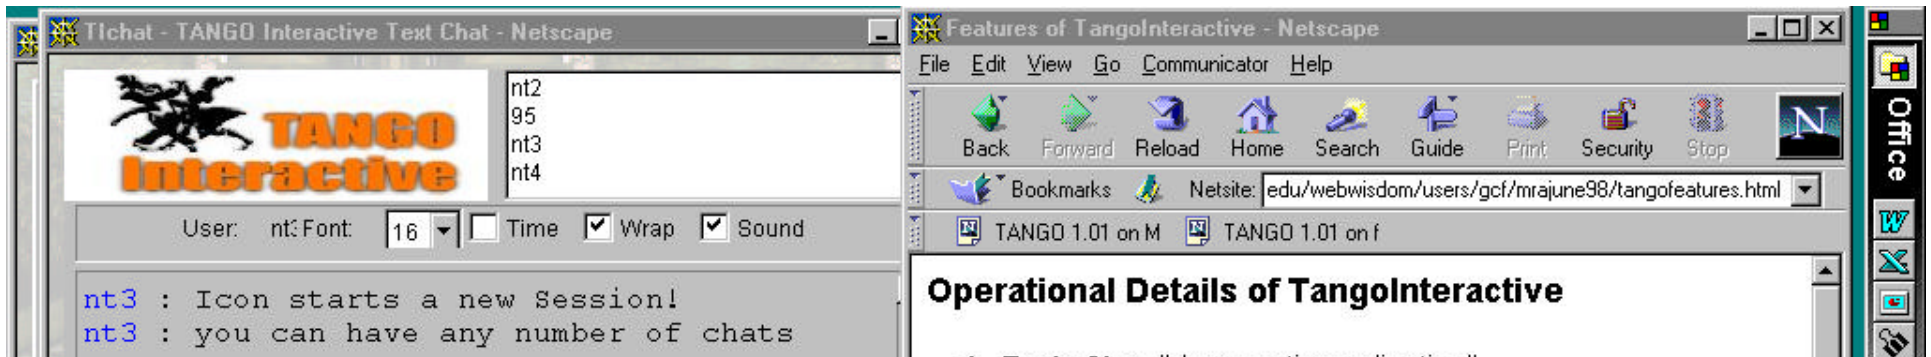 TIchat - TANGO Interactive Text Chat - Netscape
TANGO
Interactive
nt2
95
nt3
nt4
User: nt3 Font: 16 Time Wrap Sound
nt3 : Icon starts a new Session!
nt3 : you can have any number of chats
Features of TangoInteractive - Netscape
File Edit View Go Communicator Help
N
Back Forward Reload Home Search Guide Print Security Stop
Bookmarks Netsite: edu/webwisdom/users/gcf/mrajune98/tangofeatures.html
TANGO 1.01 on M TANGO 1.01 on f
Operational Details of TangoInteractive
Office
W
X